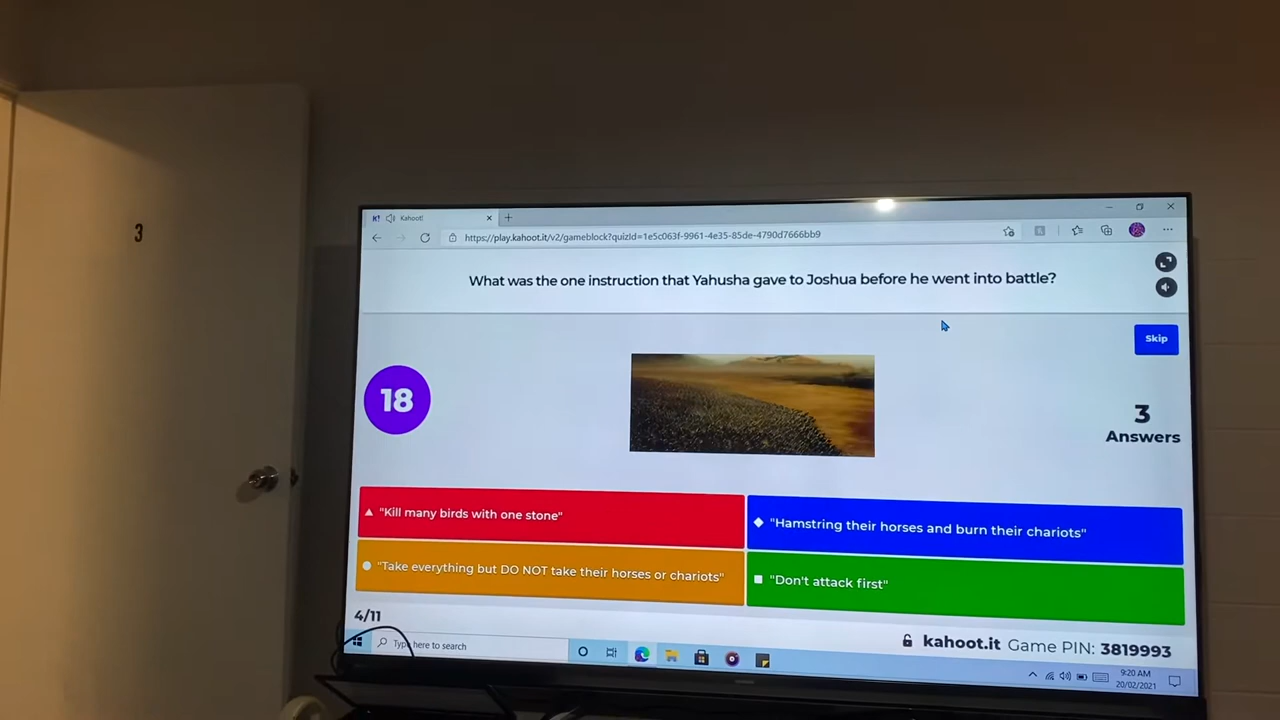 3
K! Kahoot!
https://play.kahoot.it/v2/gameblock?quizId=1e5c063f-9961-4e35-85de-4790d7666bb9
What was the one instruction that Yahusha gave to Joshua before he went into battle?
Skip
18
3
Answers
"Kill many birds with one stone"
"Hamstring their horses and burn their chariots"
"Take everything but DO NOT take their horses or chariots"
"Don't attack first"
4/11
kahoot.it Game PIN: 3819993
Type here to search
9:20 AM
20/02/2021